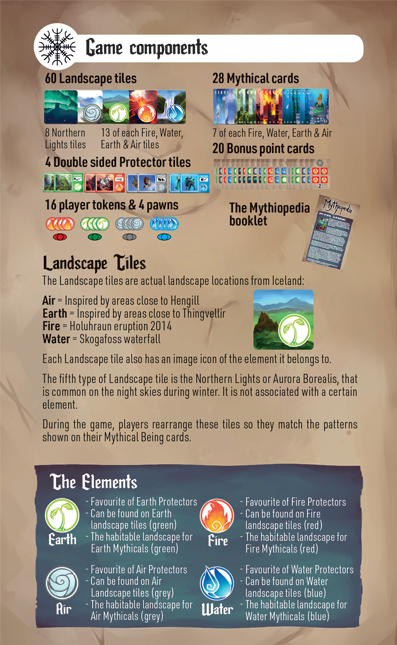 Game components
60 Landscape tiles
8 Northern
Lights tiles
13 of each Fire, Water,
Earth & Air tiles
28 Mythical cards
7 of each Fire, Water, Earth & Air
4 Double sided Protector tiles
20 Bonus point cards
16 player tokens & 4 pawns
The Mythiopedia
booklet
Landscape Tiles
The Landscape tiles are actual landscape locations from Iceland:
Air = Inspired by areas close to Hengill
Earth = Inspired by areas close to Thingvellir
Fire = Holuhraun eruption 2014
Water = Skogafoss waterfall
Each Landscape tile also has an image icon of the element it belongs to.
The fifth type of Landscape tile is the Northern Lights or Aurora Borealis, that
is common on the night skies during winter. It is not associated with a certain
element.
During the game, players rearrange these tiles so they match the patterns
shown on their Mythical Being cards.
The Elements
Earth
- Favourite of Earth Protectors
- Can be found on Earth
landscape tiles (green)
- The habitable landscape for
Earth Mythicals (green)
Fire
- Favourite of Fire Protectors
- Can be found on Fire
landscape tiles (red)
- The habitable landscape for
Fire Mythicals (red)
Air
- Favourite of Air Protectors
- Can be found on Air
Landscape tiles (grey)
- The habitable landscape for
Air Mythicals (grey)
Water
- Favourite of Water Protectors
- Can be found on Water
landscape tiles (blue)
- The habitable landscape for
Water Mythicals (blue)